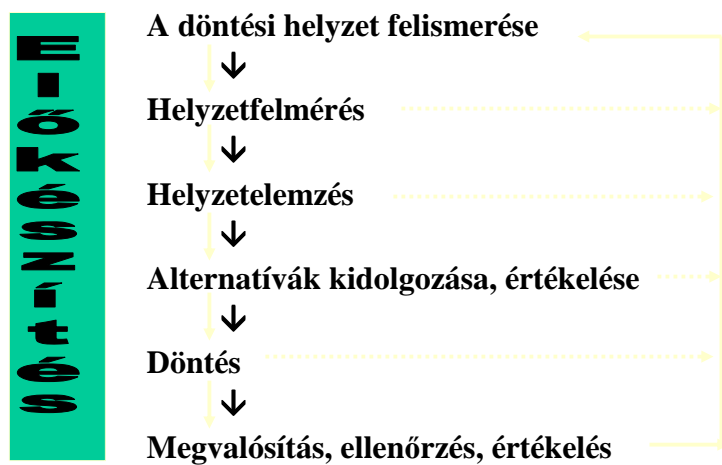 Előkészítés
A döntési helyzet felismerése
Helyzetfelmérés
Helyzetelemzés
Alternatívák kidolgozása, értékelése
Döntés
Megvalósítás, ellenőrzés, értékelés